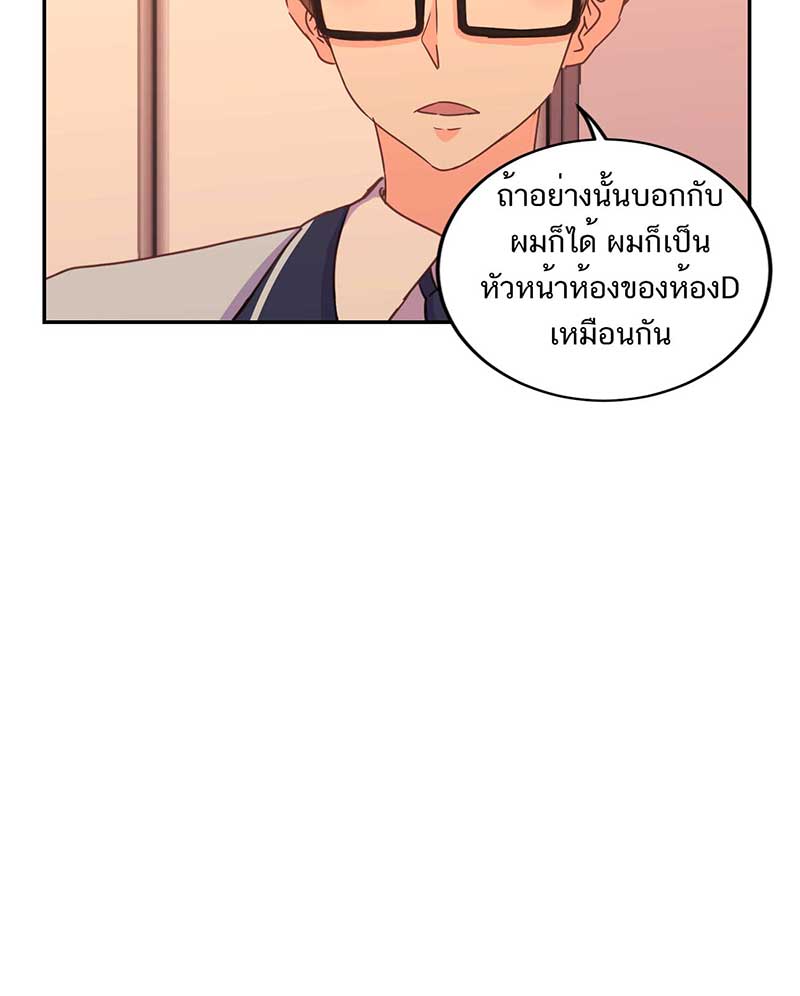 ถ้าอย่างนั้นบอกกับ
ผมก็ได้ ผมก็เป็น
หัวหน้าห้องของห้องD
เหมือนกัน